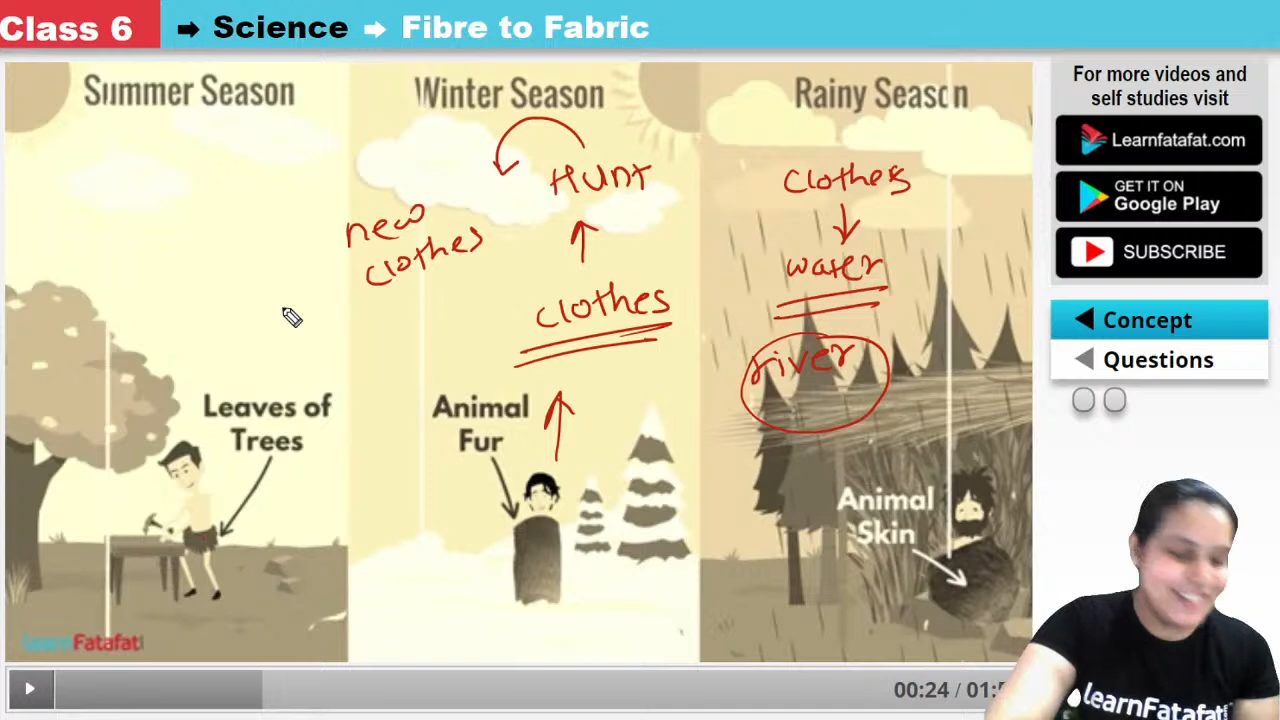 Class 6
➡ Science ➡ Fibre to Fabric
Summer Season
Winter Season
Rainy Season
Hunt
new
clothes
clothes
Clothes
water
river
Leaves of
Trees
Animal
Fur
Animal
Skin
LearnFatafat
00:24 / 01:5
For more videos and
self studies visit
Learnfatafat.com
GET IT ON
Google Play
SUBSCRIBE
Concept
Questions
learnFatafat